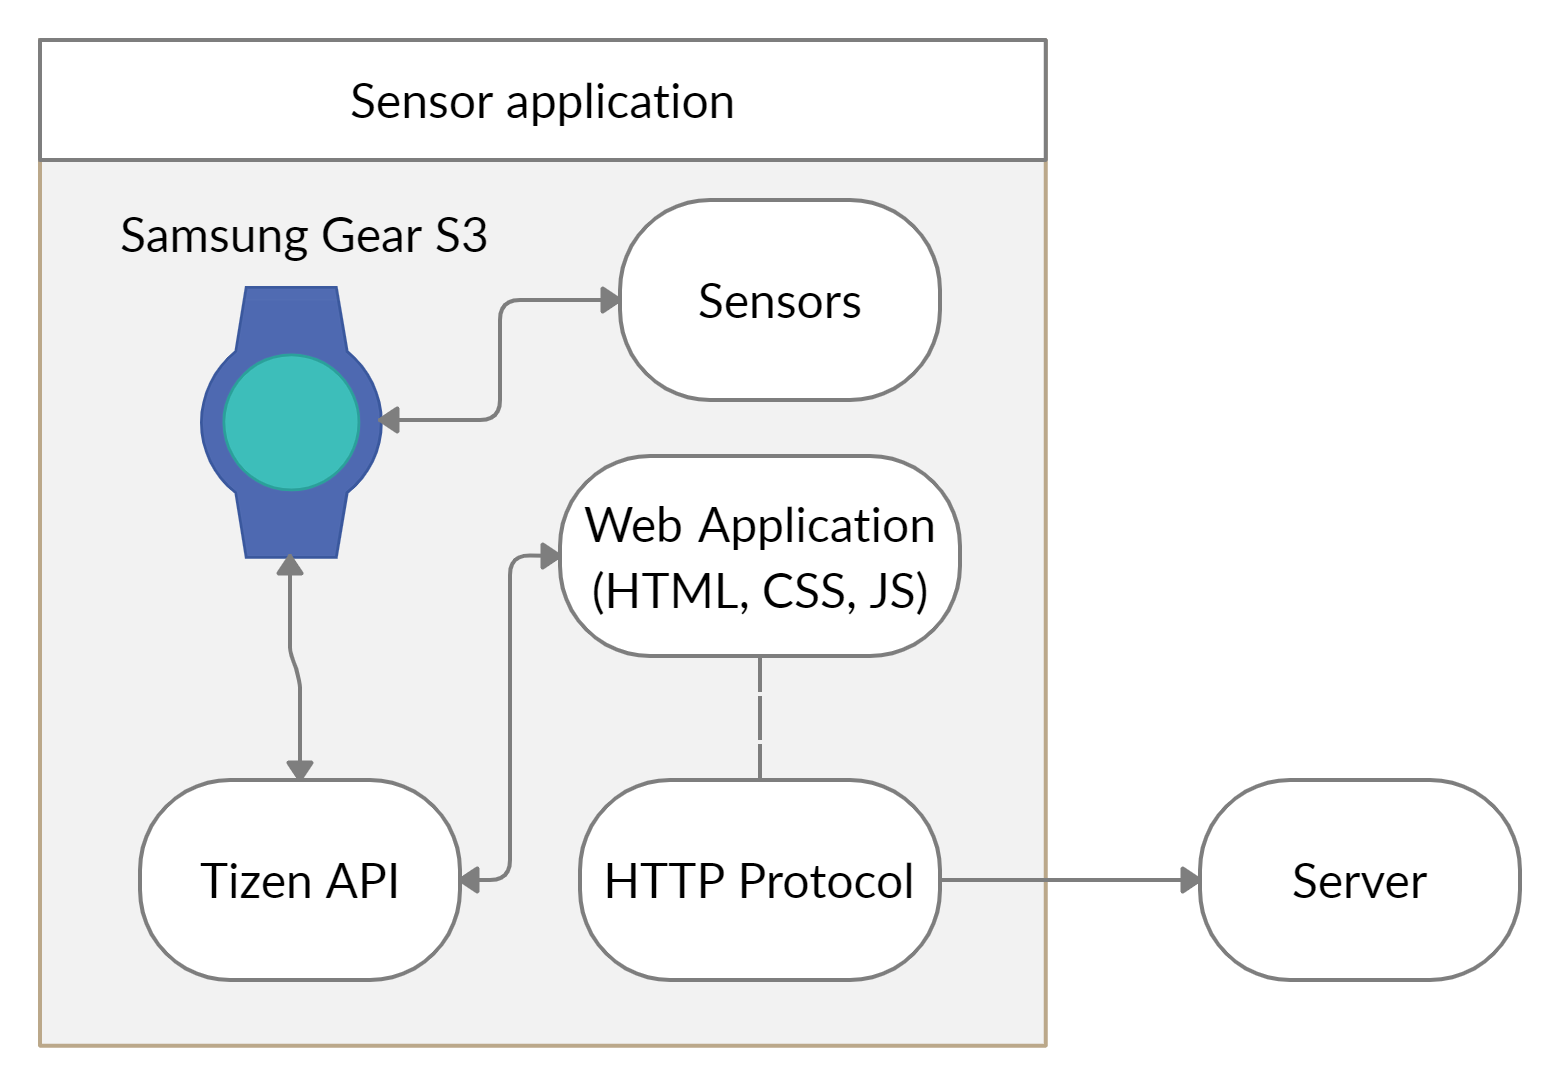 Sensor application
Samsung Gear S3
Sensors
Web Application
(HTML, CSS, JS)
Tizen API
HTTP Protocol
Server